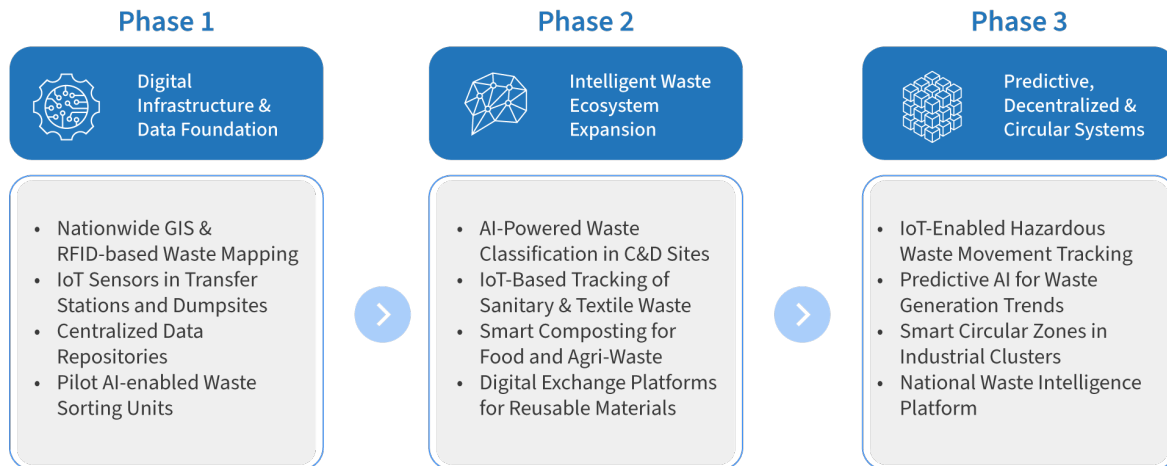 Phase 1
Digital
Infrastructure &
Data Foundation
• Nationwide GIS &
RFID-based Waste Mapping
• IoT Sensors in Transfer
Stations and Dumpsites
• Centralized Data
Repositories
• Pilot AI-enabled Waste
Sorting Units
Phase 2
Intelligent Waste
Ecosystem
Expansion
• AI-Powered Waste
Classification in C&D Sites
• IoT-Based Tracking of
Sanitary & Textile Waste
• Smart Composting for
Food and Agri-Waste
• Digital Exchange Platforms
for Reusable Materials
Phase 3
Predictive,
Decentralized &
Circular Systems
• IoT-Enabled Hazardous
Waste Movement Tracking
• Predictive AI for Waste
Generation Trends
• Smart Circular Zones in
Industrial Clusters
• National Waste Intelligence
Platform